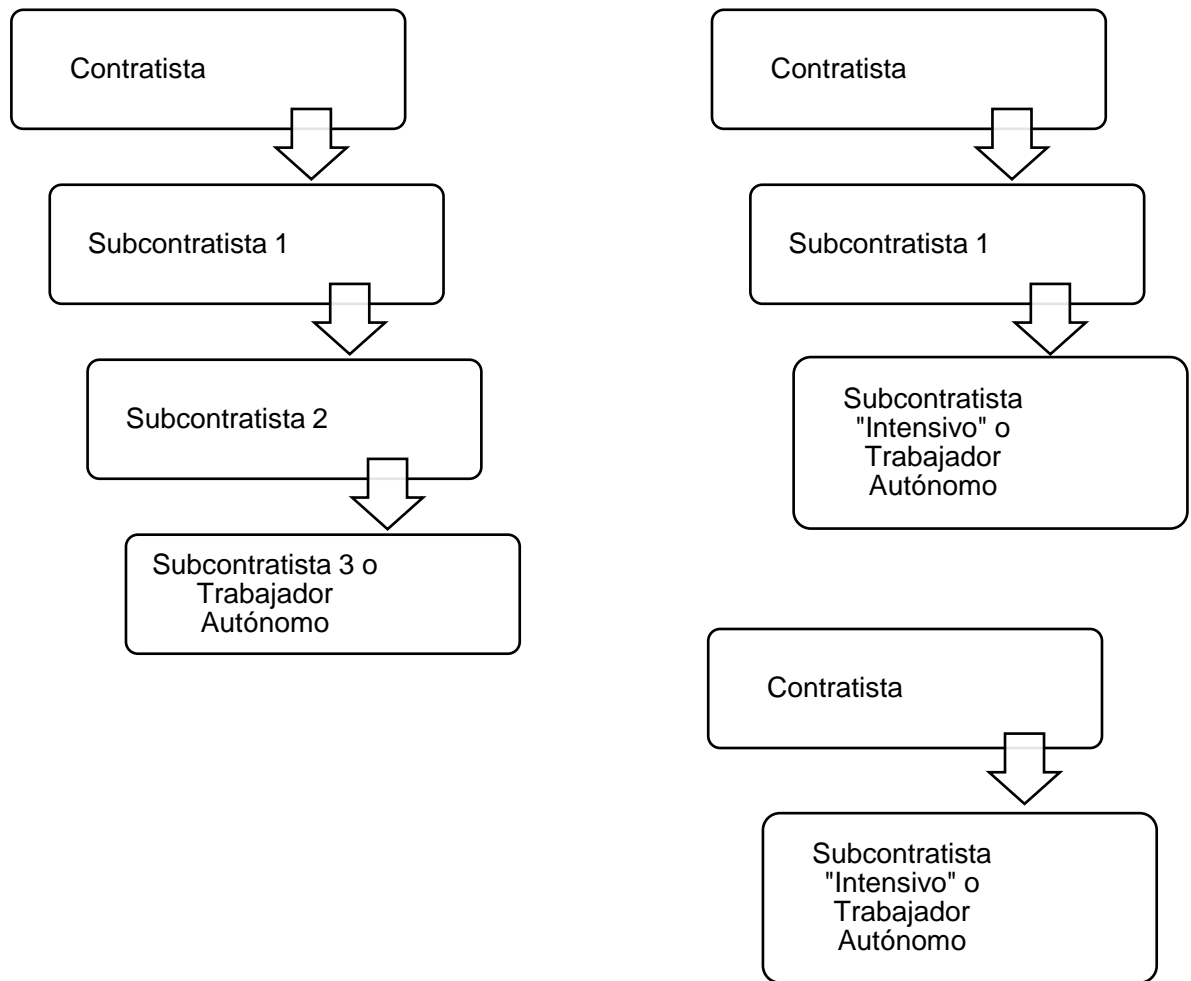 Contratista
Subcontratista 1
Subcontratista 2
Subcontratista 3 o
Trabajador
Autónomo
Contratista
Subcontratista 1
Subcontratista
"Intensivo" o
Trabajador
Autónomo
Contratista
Subcontratista
"Intensivo" o
Trabajador
Autónomo